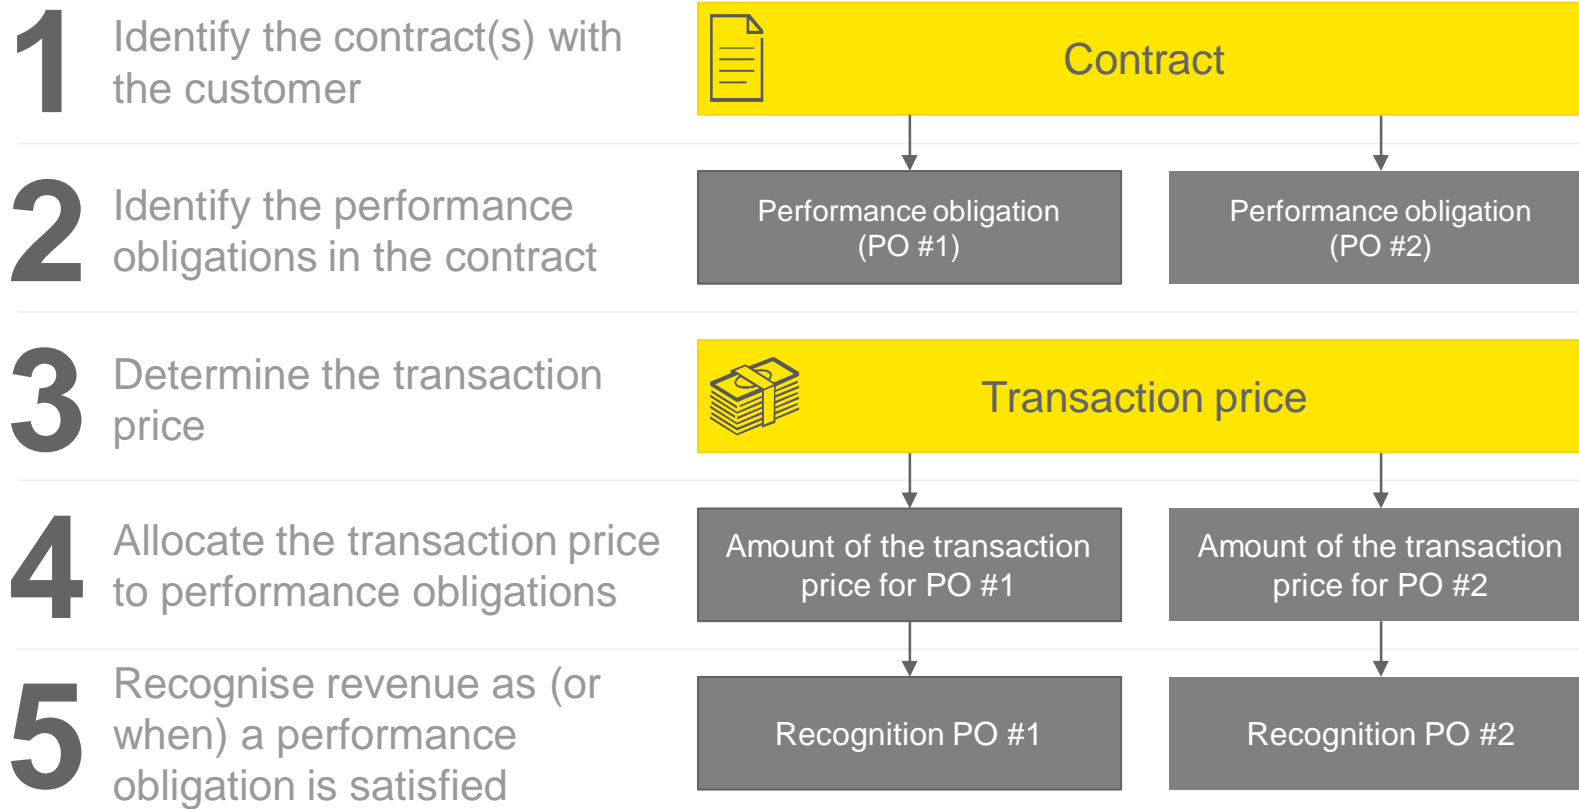 1
Identify the contract(s) with
the customer
Contract
2
Identify the performance
obligations in the contract
Performance obligation
(PO #1)
Performance obligation
(PO #2)
3
Determine the transaction
price
Transaction price
4
Allocate the transaction price
to performance obligations
Amount of the transaction
price for PO #1
Amount of the transaction
price for PO #2
5
Recognise revenue as (or
when) a performance
obligation is satisfied
Recognition PO #1
Recognition PO #2